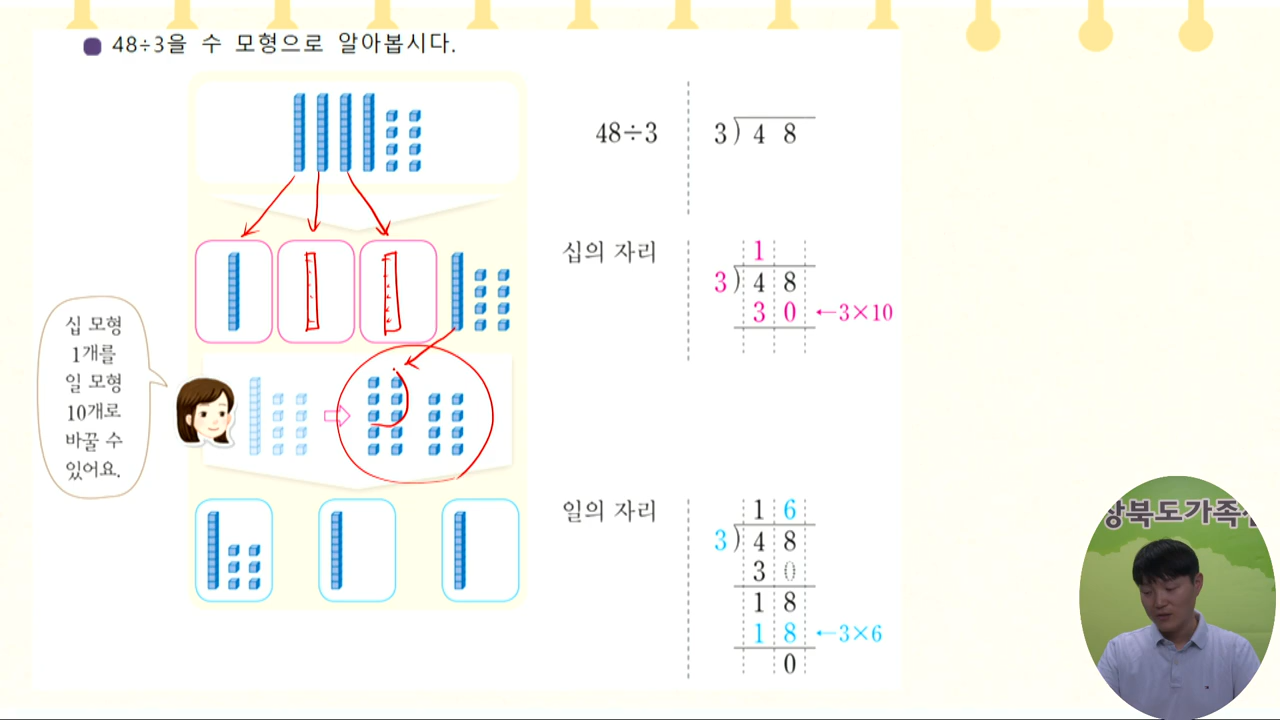 48÷3을 수 모형으로 알아봅시다.
48÷3
3)48
십의 자리
1
3)48
30 ←3×10
십 모형
1개를
일 모형
10개로
바꿀 수
있어요.
일의 자리
16
3)48
30
18
18 ←3×6
0
상북도가족